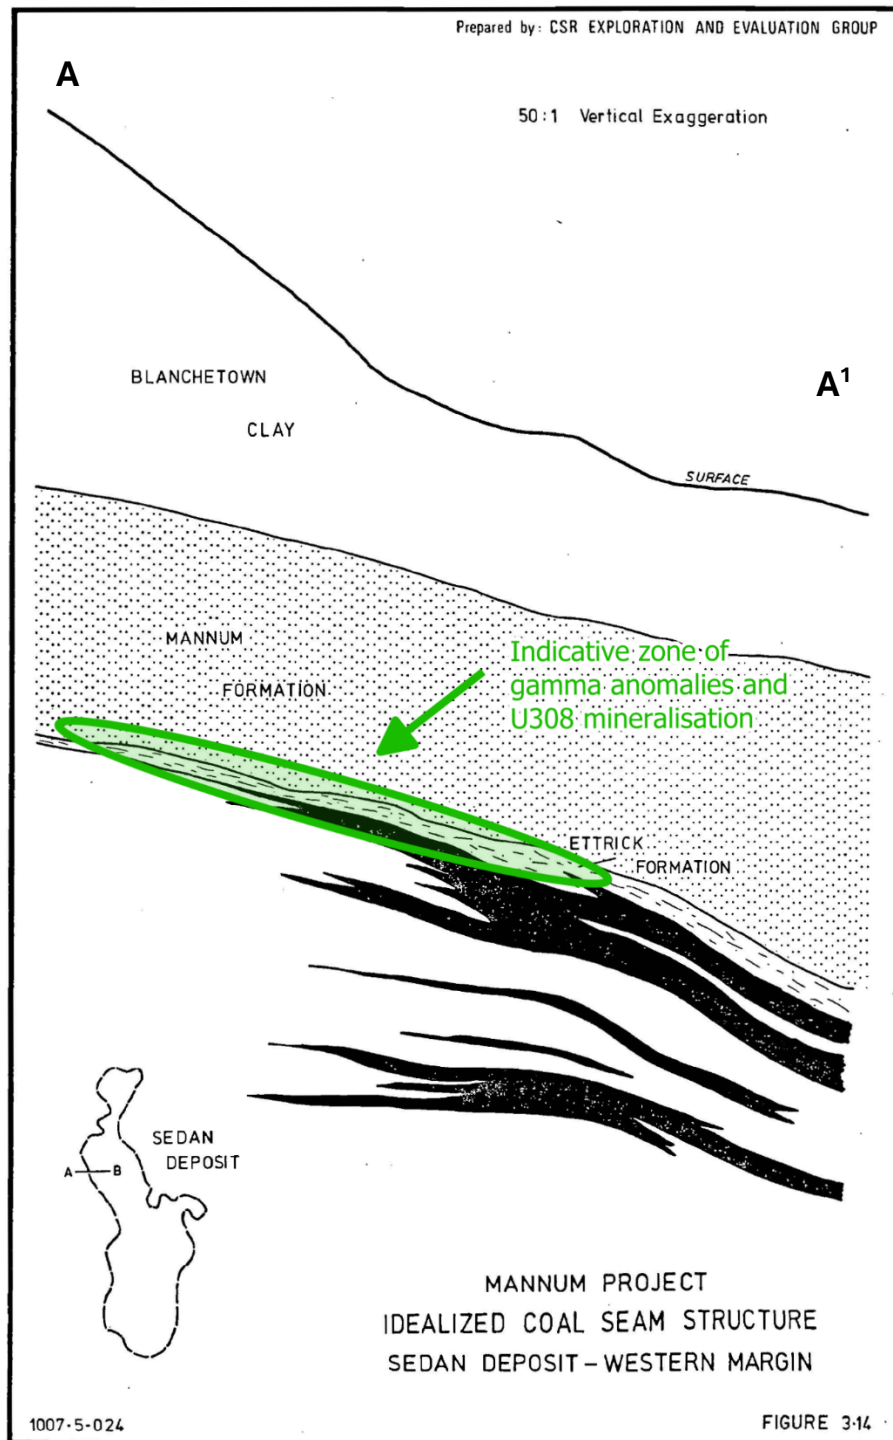 Prepared by: CSR EXPLORATION AND EVALUATION GROUP
A
50:1 Vertical Exaggeration
BLANCHETOWN
CLAY
A¹
SURFACE
MANNUM
FORMATION
Indicative zone of
gamma anomalies and
U308 mineralisation
ETTRICK
FORMATION
SEDAN
DEPOSIT
A
B
MANNUM PROJECT
IDEALIZED COAL SEAM STRUCTURE
SEDAN DEPOSIT – WESTERN MARGIN
1007·5-024
FIGURE 3·14